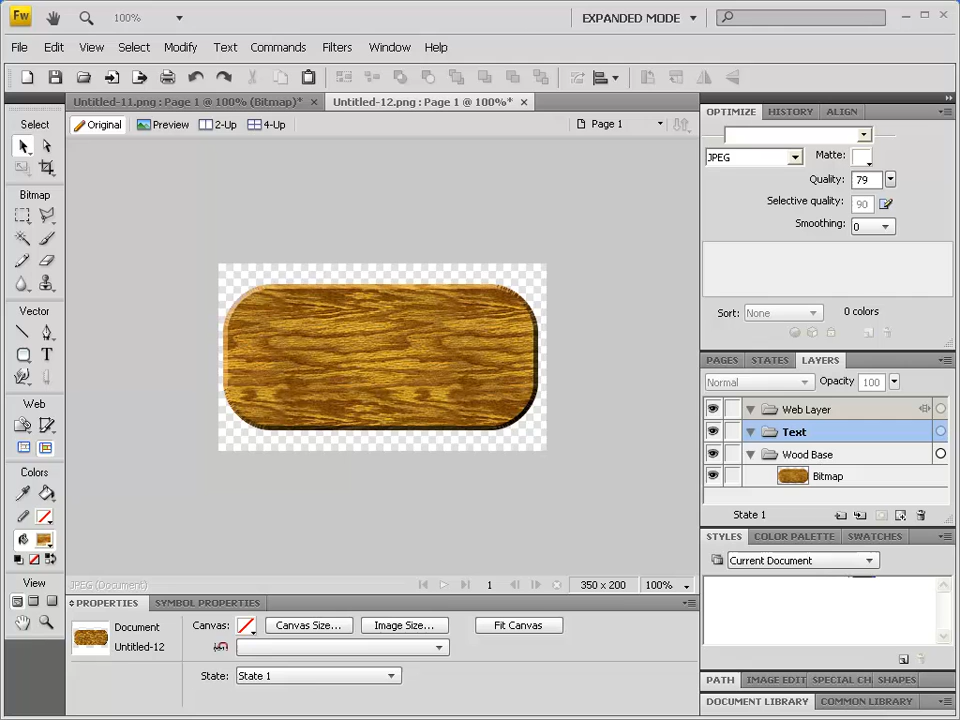 Fw 100% EXPANDED MODE
File Edit View Select Modify Text Commands Filters Window Help
Untitled-11.png : Page 1 @ 100% (Bitmap)* × Untitled-12.png : Page 1 @ 100%* ×
Original Preview 2-Up 4-Up Page 1
Select
Bitmap
Vector
Web
Colors
View
OPTIMIZE HISTORY ALIGN
JPEG Matte:
Quality: 79
Selective quality: 90
Smoothing: 0
Sort: None 0 colors
PAGES STATES LAYERS
Normal Opacity 100
Web Layer
Text
Wood Base
Bitmap
State 1
STYLES COLOR PALETTE SWATCHES
Current Document
PATH IMAGE EDIT SPECIAL CH SHAPES
DOCUMENT LIBRARY COMMON LIBRARY
JPEG (Document) 1 350 x 200 100%
PROPERTIES SYMBOL PROPERTIES
Document Canvas: Canvas Size... Image Size... Fit Canvas
Untitled-12
State: State 1